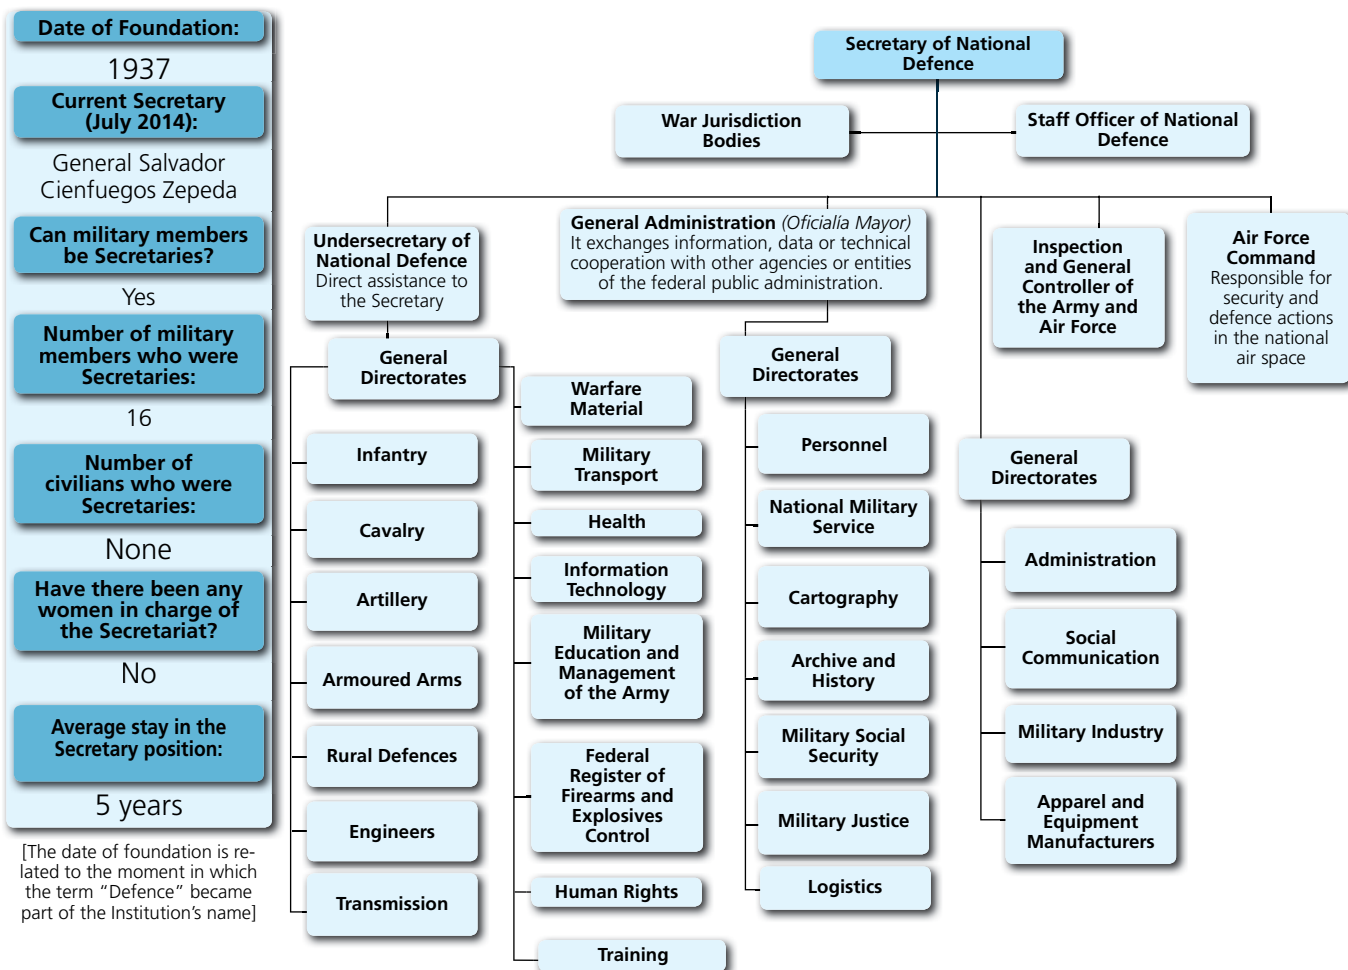 Date of Foundation:
1937
Current Secretary
(July 2014):
General Salvador
Cienfuegos Zepeda
Can military members
be Secretaries?
Yes
Number of military
members who were
Secretaries:
16
Number of
civilians who were
Secretaries:
None
Have there been any
women in charge of
the Secretariat?
No
Average stay in the
Secretary position:
5 years
[The date of foundation is re-
lated to the moment in which
the term “Defence” became
part of the Institution’s name]
Secretary of National
Defence
War Jurisdiction
Bodies
Staff Officer of National
Defence
Undersecretary of
National Defence
Direct assistance to
the Secretary
General Administration (Oficialía Mayor)
It exchanges information, data or technical
cooperation with other agencies or entities
of the federal public administration.
Inspection
and General
Controller of
the Army and
Air Force
Air Force
Command
Responsible for
security and
defence actions
in the national
air space
General
Directorates
Infantry
Cavalry
Artillery
Armoured Arms
Rural Defences
Engineers
Transmission
Warfare
Material
Military
Transport
Health
Information
Technology
Military
Education and
Management
of the Army
Federal
Register of
Firearms and
Explosives
Control
Human Rights
Training
General
Directorates
Personnel
National Military
Service
Cartography
Archive and
History
Military Social
Security
Military Justice
Logistics
General
Directorates
Administration
Social
Communication
Military Industry
Apparel and
Equipment
Manufacturers